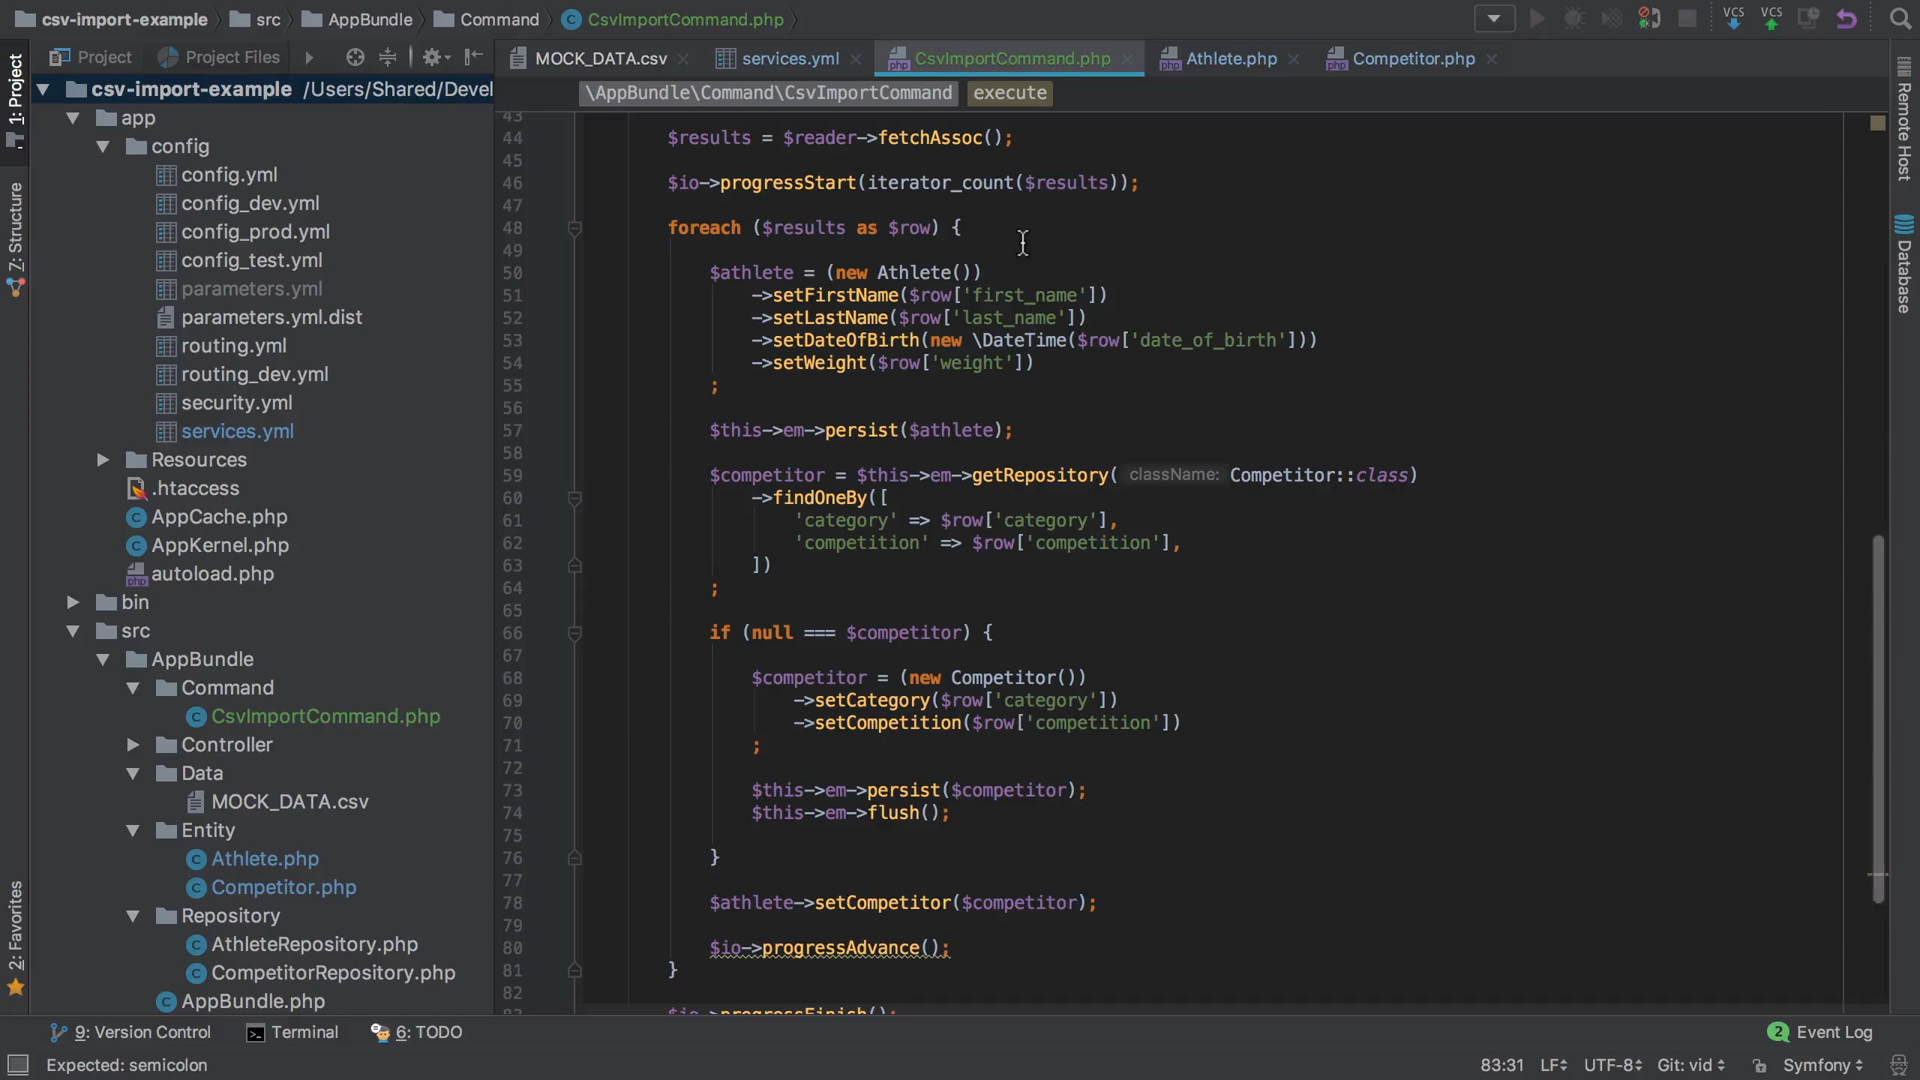 csv-import-example src AppBundle Command CsvImportCommand.php
Project Project Files
MOCK_DATA.csv services.yml CsvImportCommand.php Athlete.php Competitor.php
\AppBundle\Command\CsvImportCommand execute
1: Project
Z: Structure
2: Favorites
csv-import-example /Users/Shared/Devel
app
config
config.yml
config_dev.yml
config_prod.yml
config_test.yml
parameters.yml
parameters.yml.dist
routing.yml
routing_dev.yml
security.yml
services.yml
Resources
.htaccess
AppCache.php
AppKernel.php
autoload.php
bin
src
AppBundle
Command
CsvImportCommand.php
Controller
Data
MOCK_DATA.csv
Entity
Athlete.php
Competitor.php
Repository
AthleteRepository.php
CompetitorRepository.php
AppBundle.php
43
44 $results = $reader->fetchAssoc();
45
46 $io->progressStart(iterator_count($results));
47
48 foreach ($results as $row) {
49
50 $athlete = (new Athlete())
51 ->setFirstName($row['first_name'])
52 ->setLastName($row['last_name'])
53 ->setDateOfBirth(new \DateTime($row['date_of_birth']))
54 ->setWeight($row['weight'])
55 ;
56
57 $this->em->persist($athlete);
58
59 $competitor = $this->em->getRepository( className: Competitor::class)
60 ->findOneBy([
61 'category' => $row['category'],
62 'competition' => $row['competition'],
63 ])
64 ;
65
66 if (null === $competitor) {
67
68 $competitor = (new Competitor())
69 ->setCategory($row['category'])
70 ->setCompetition($row['competition'])
71 ;
72
73 $this->em->persist($competitor);
74 $this->em->flush();
75
76 }
77
78 $athlete->setCompetitor($competitor);
79
80 $io->progressAdvance();
81 }
82
83 $io->progressFinish();
VCS VCS
Remote Host
Database
9: Version Control Terminal 6: TODO 2 Event Log
Expected: semicolon 83:31 LF UTF-8 Git: vid Symfony